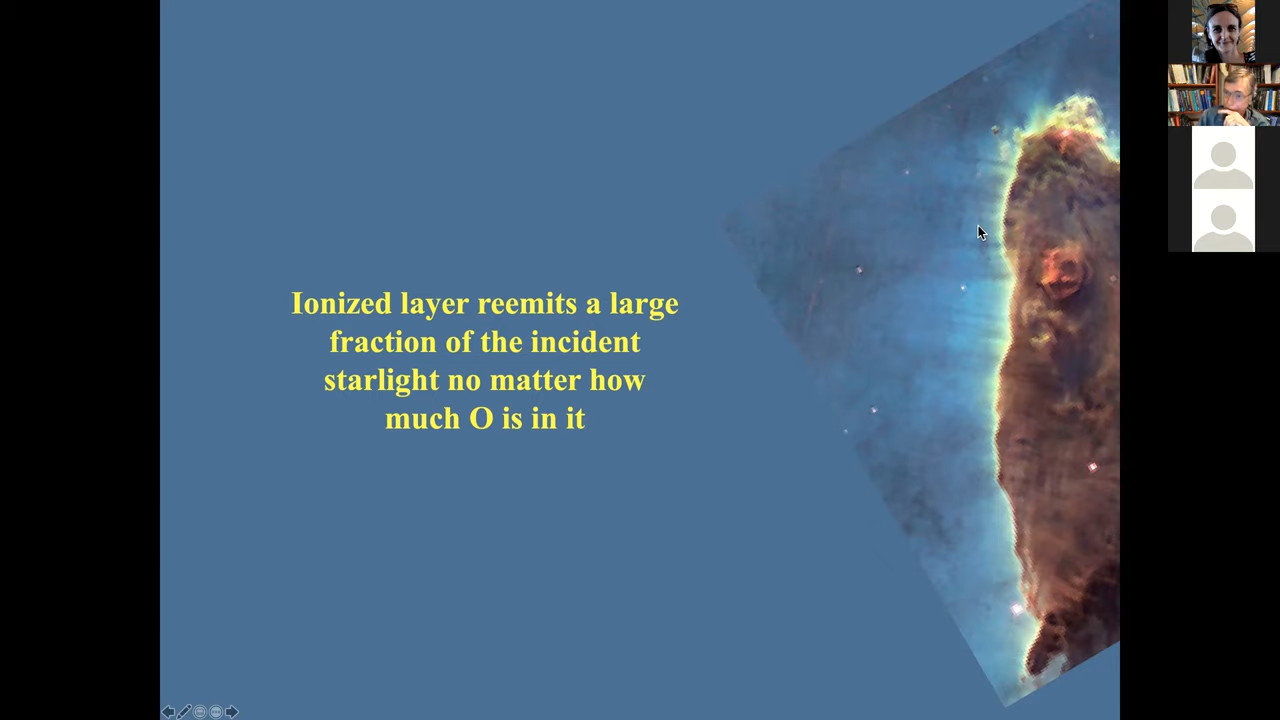 Ionized layer reemits a large
fraction of the incident
starlight no matter how
much O is in it